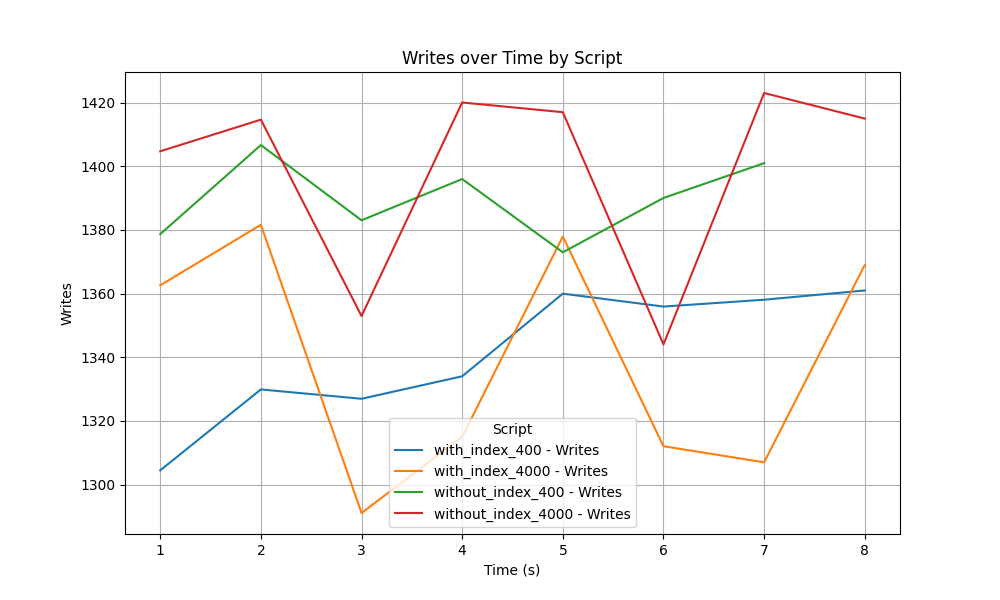 Writes over Time by Script
Writes
1420
1400
1380
1360
1340
1320
1300
Script
with_index_400 - Writes
with_index_4000 - Writes
without_index_400 - Writes
without_index_4000 - Writes
1 2 3 4 5 6 7 8
Time (s)